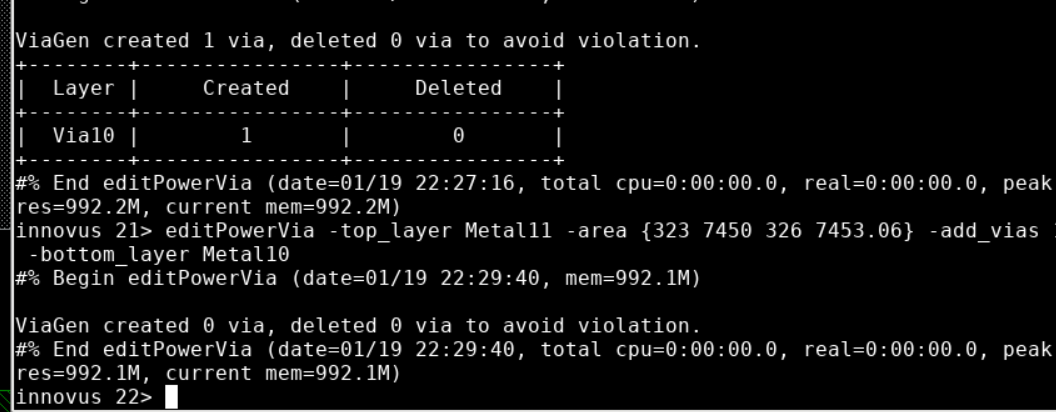 ViaGen created 1 via, deleted 0 via to avoid violation.
+--------+----------------+----------------+
|  Layer |     Created    |     Deleted    |
+--------+----------------+----------------+
|  Via10 |        1       |        0       |
+--------+----------------+----------------+
#% End editPowerVia (date=01/19 22:27:16, total cpu=0:00:00.0, real=0:00:00.0, peak
res=992.2M, current mem=992.2M)
innovus 21> editPowerVia -top_layer Metal11 -area {323 7450 326 7453.06} -add_vias
-bottom_layer Metal10
#% Begin editPowerVia (date=01/19 22:29:40, mem=992.1M)
ViaGen created 0 via, deleted 0 via to avoid violation.
#% End editPowerVia (date=01/19 22:29:40, total cpu=0:00:00.0, real=0:00:00.0, peak
res=992.1M, current mem=992.1M)
innovus 22>